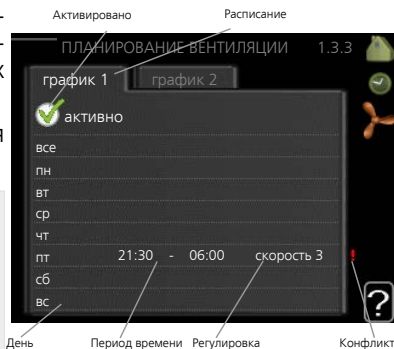 Активировано Расписание
ПЛАНИРОВАНИЕ ВЕНТИЛЯЦИИ 1.3.3
график 1 график 2
активно
все
пн
вт
ср
чт
пт 21:30 - 06:00 скорость 3 !
сб
вс
?
День Период времени Регулировка Конфликт